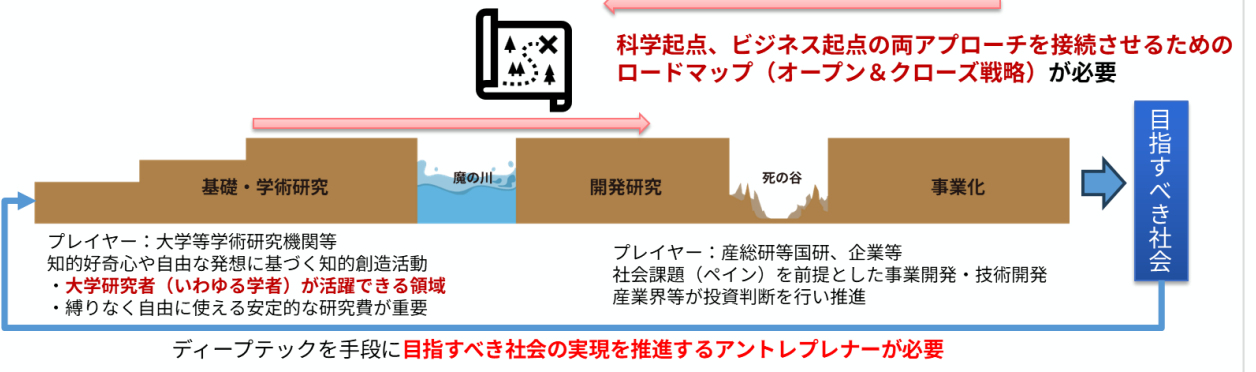 科学起点、ビジネス起点の両アプローチを接続させるための
ロードマップ（オープン＆クローズ戦略）が必要
目指すべき社会
基礎・学術研究
魔の川
開発研究
死の谷
事業化
プレイヤー：大学等学術研究機関等
知的好奇心や自由な発想に基づく知的創造活動
・大学研究者（いわゆる学者）が活躍できる領域
・縛りなく自由に使える安定的な研究費が重要
プレイヤー：産総研等国研、企業等
社会課題（ペイン）を前提とした事業開発・技術開発
産業界等が投資判断を行い推進
ディープテックを手段に目指すべき社会の実現を推進するアントレプレナーが必要